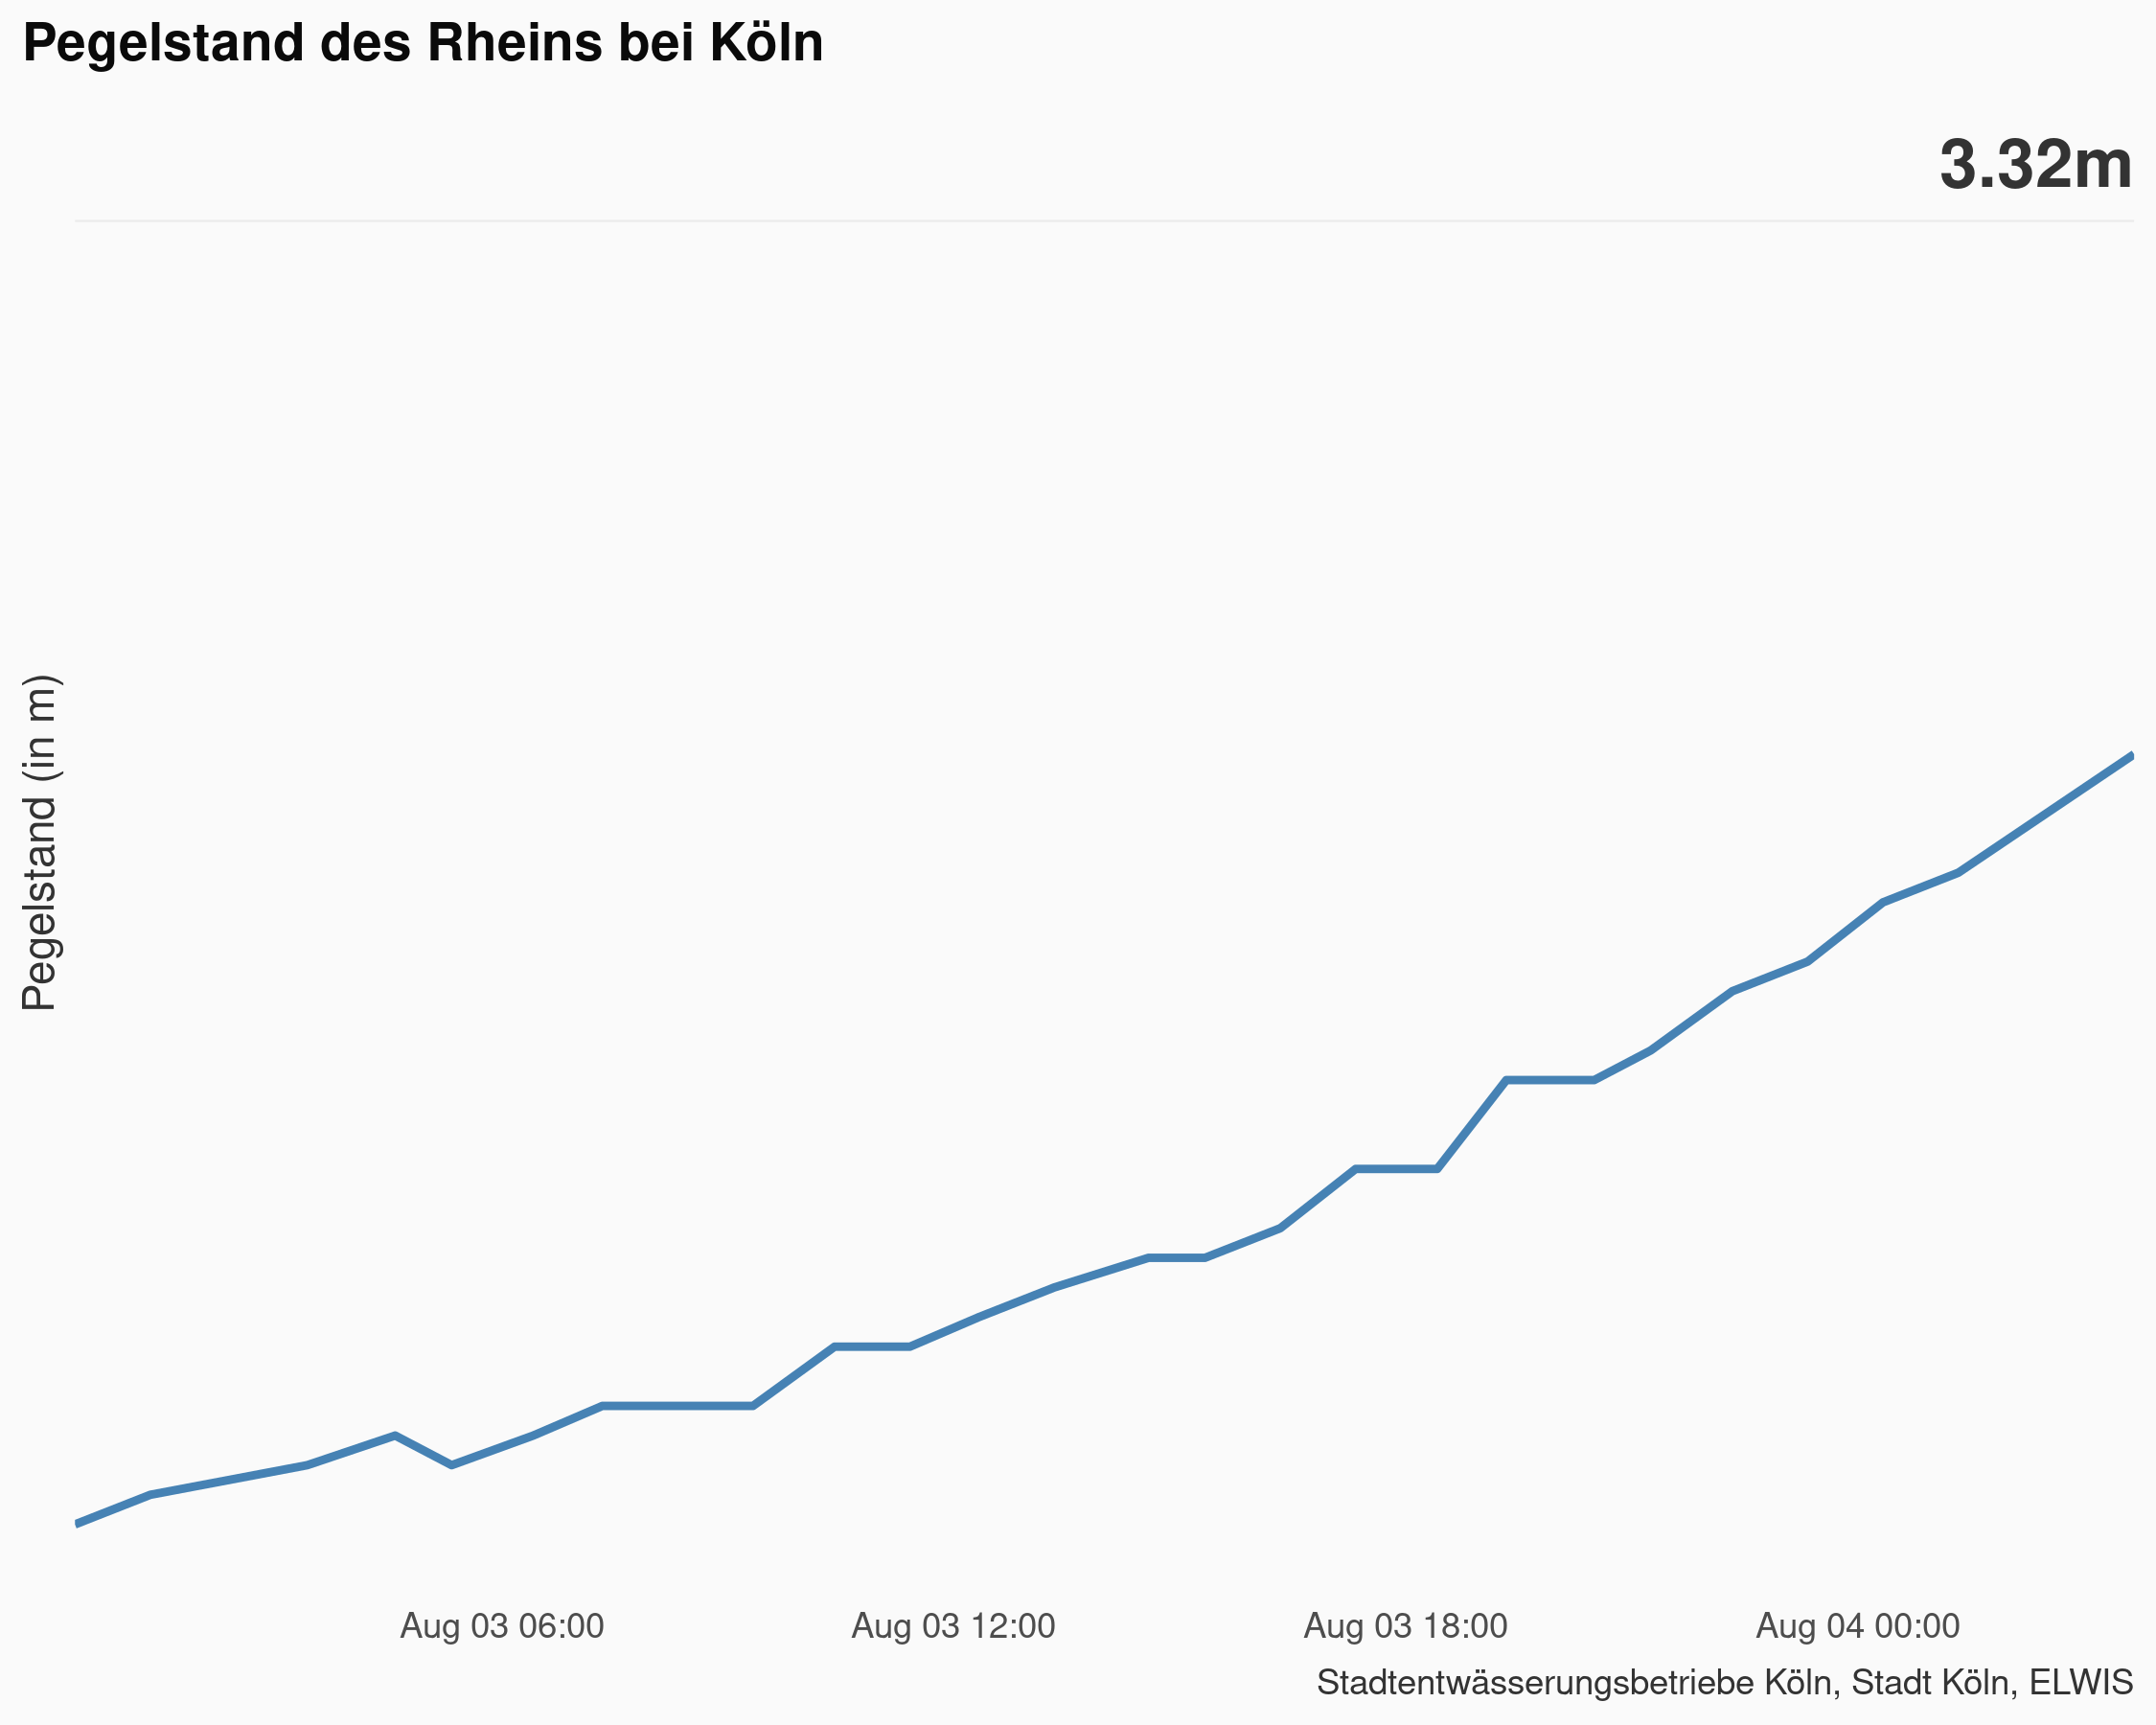 Pegelstand des Rheins bei Köln
3.32m
Pegelstand (in m)
Aug 03 06:00
Aug 03 12:00
Aug 03 18:00
Aug 04 00:00
Stadtentwässerungsbetriebe Köln, Stadt Köln, ELWIS